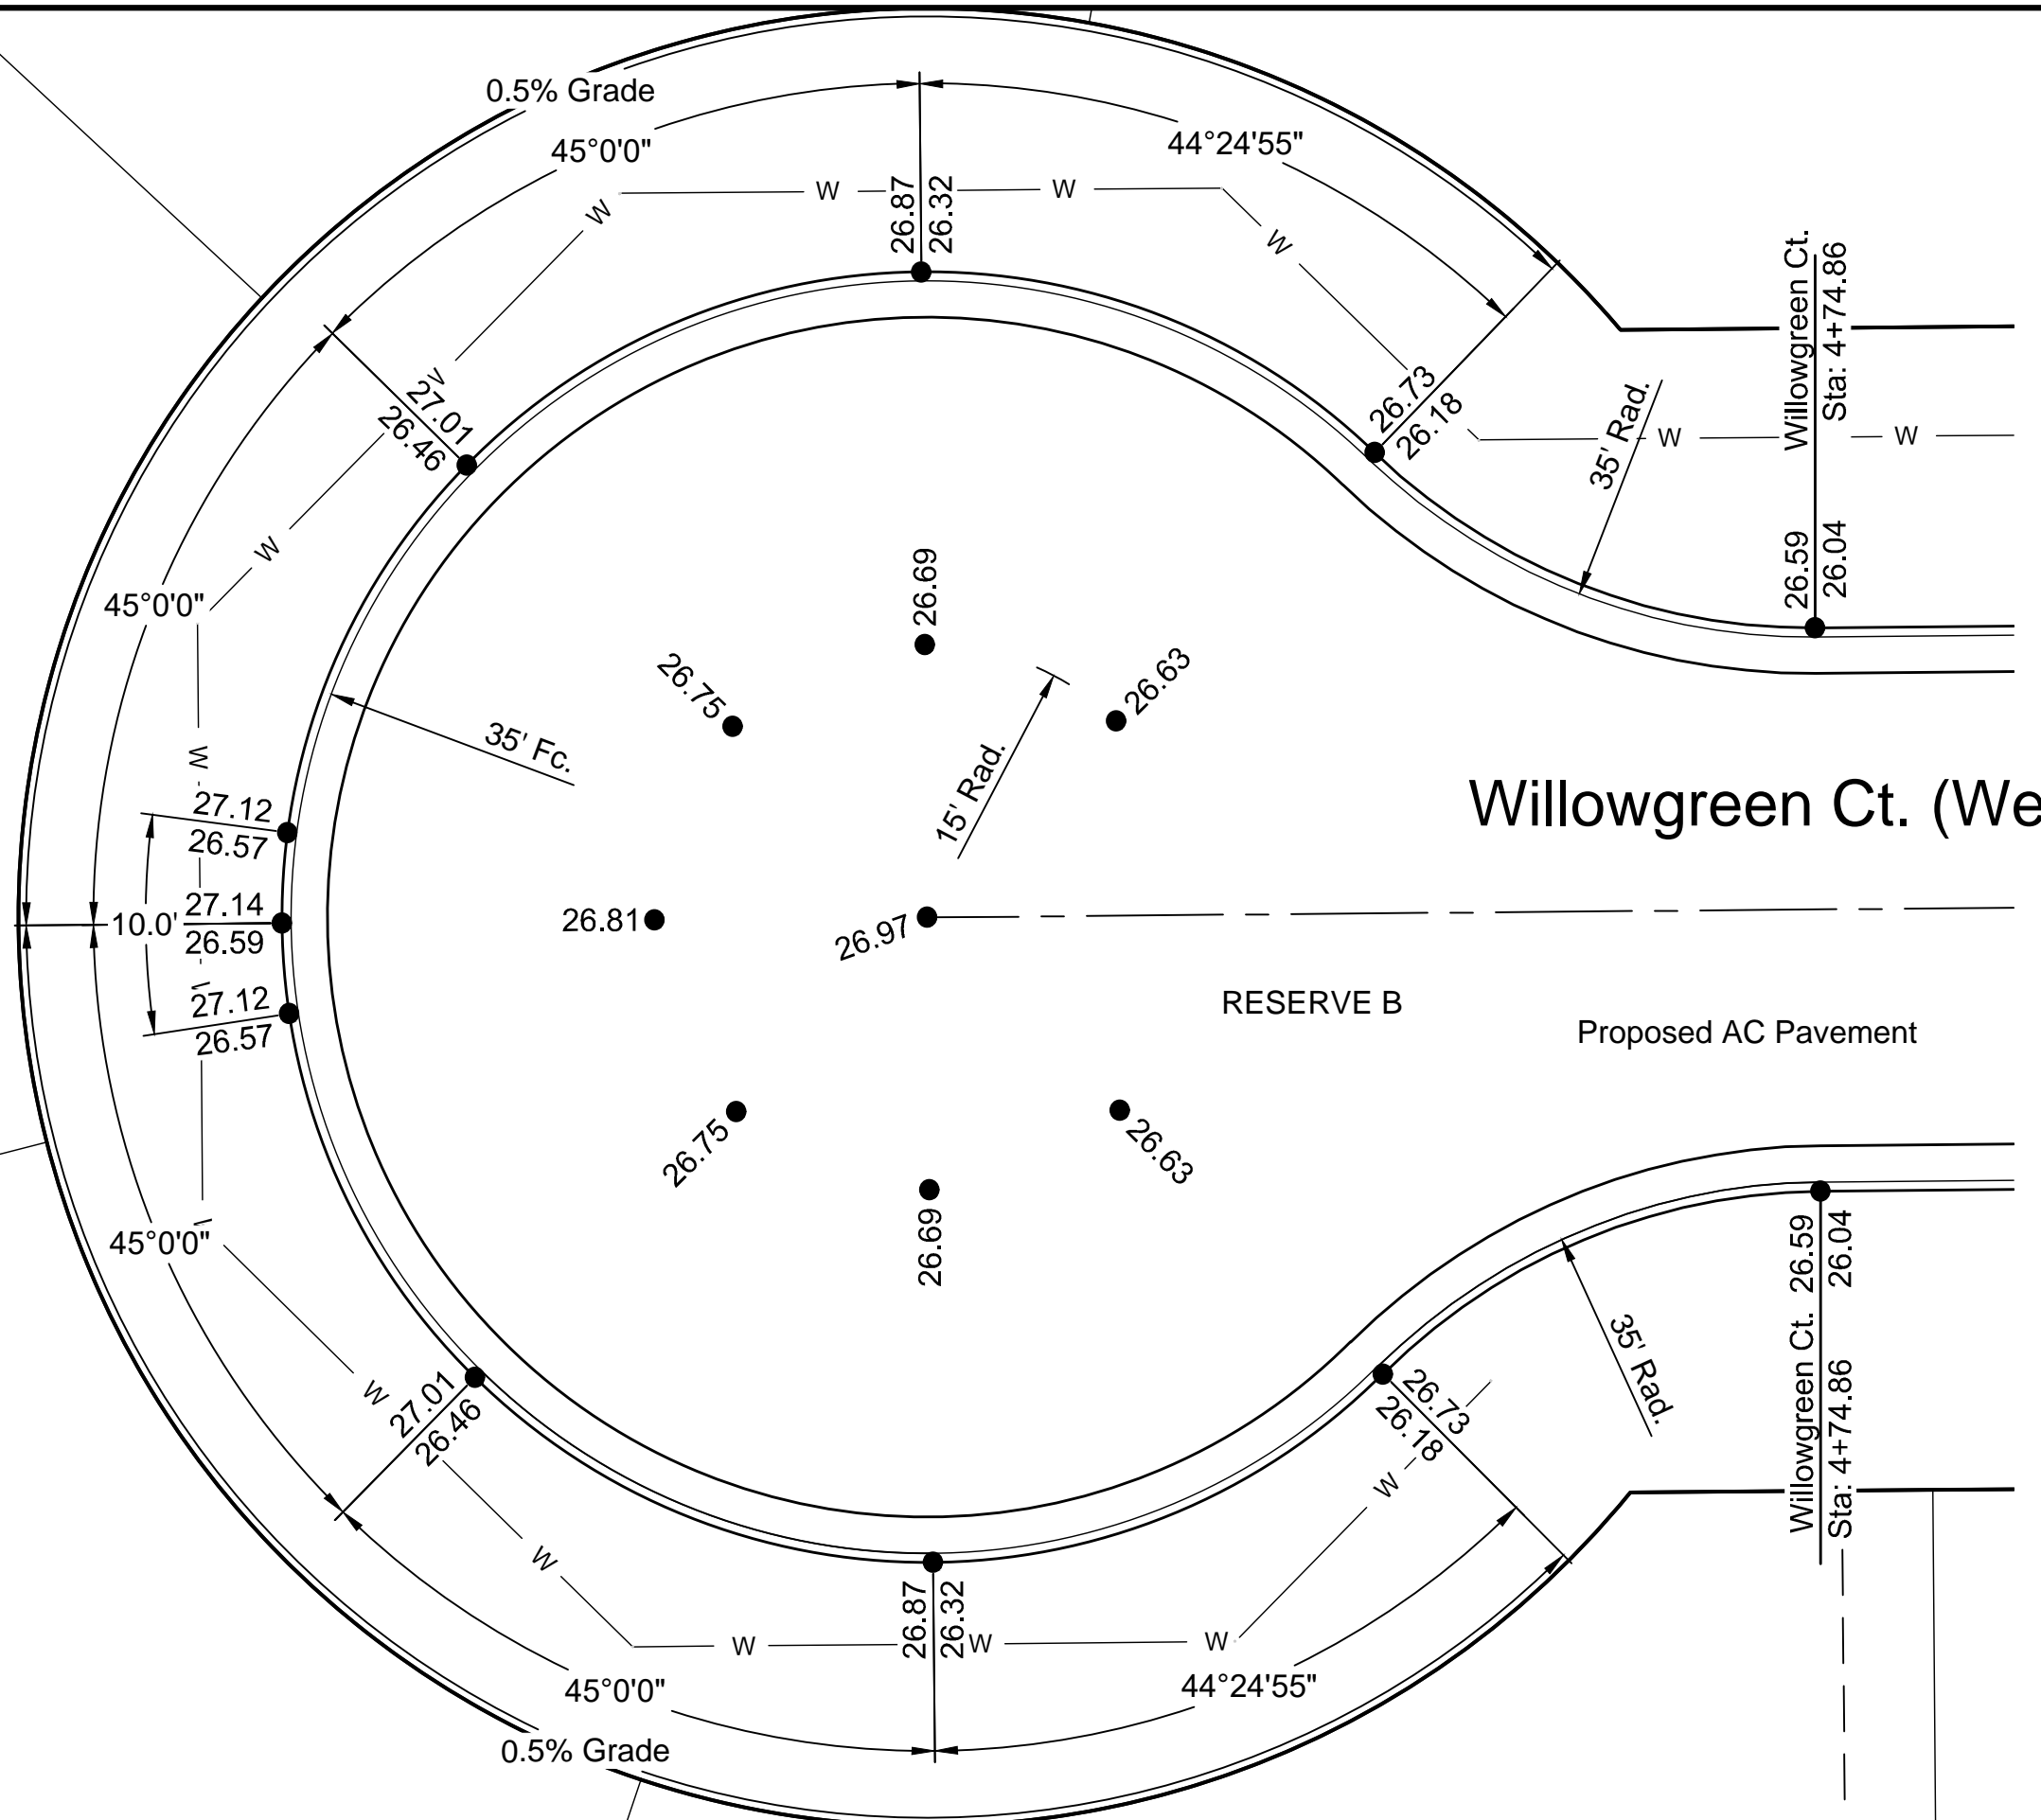 0.5% Grade
45°0'0"
44°24'55"
W
W
W
W
26.87
26.32
Willowgreen Ct.
Sta: 4+74.86
27.01
26.46
26.73
26.18
35' Rad.
W
W
W
45°0'0"
26.59
26.04
26.69
26.75
26.63
W
35' Fc.
15' Rad.
27.12
26.57
Willowgreen Ct. (We
10.0'
27.14
26.59
26.81
26.97
27.12
26.57
RESERVE B
Proposed AC Pavement
26.75
26.63
26.69
45°0'0"
26.59
26.04
Willowgreen Ct.
Sta: 4+74.86
35' Rad.
W
27.01
26.46
26.73
26.18
W
W
26.87
26.32
W
W
W
45°0'0"
44°24'55"
0.5% Grade